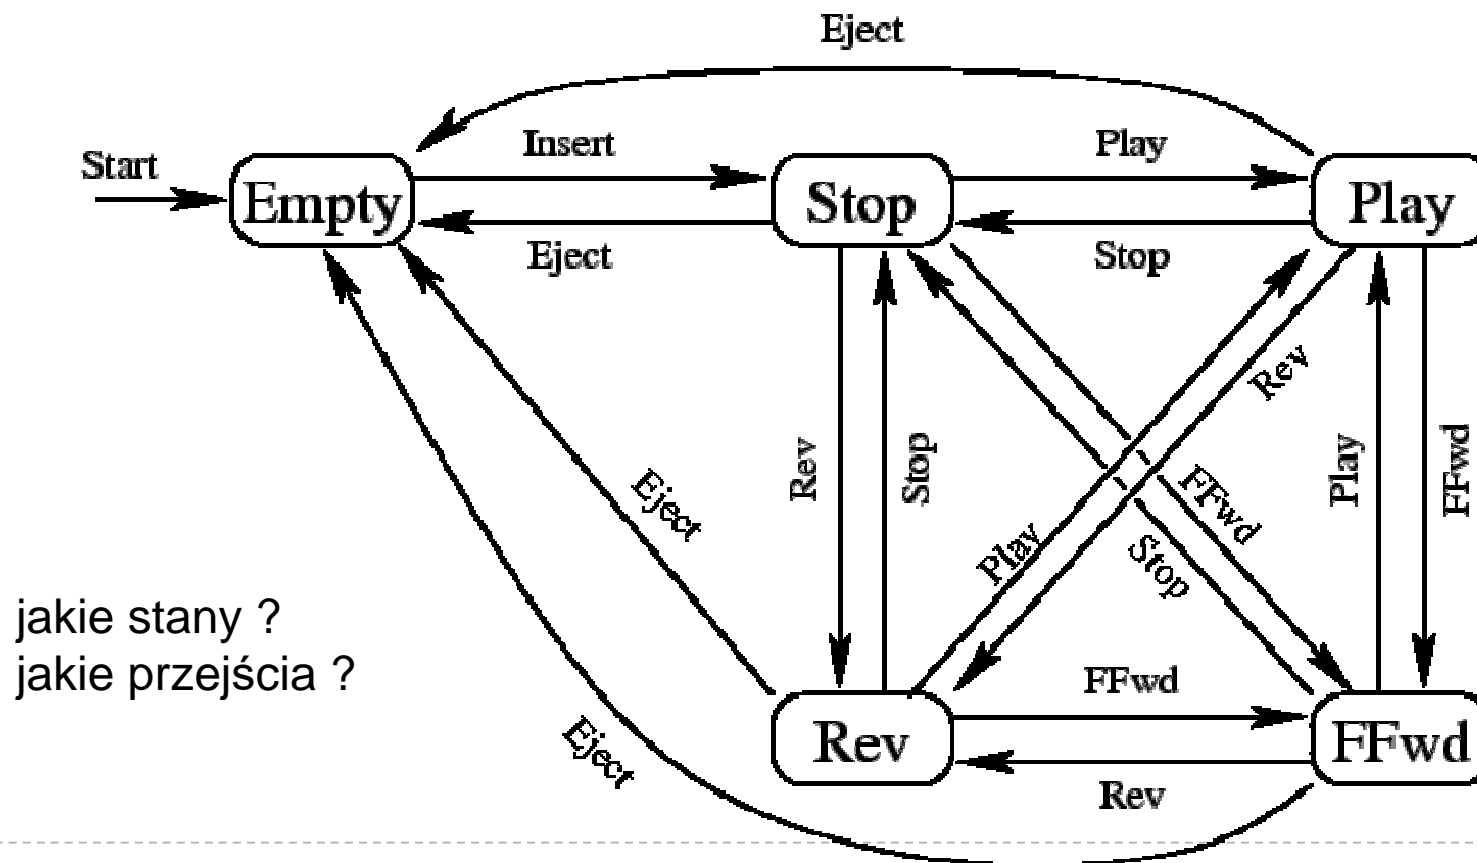 Eject
Start
Insert
Play
Empty
Stop
Play
Eject
Stop
Rev
Rev
Stop
Play
FFwd
Eject
FFwd
Play
Stop
jakie stany ?
jakie przejścia ?
FFwd
Eject
Rev
FFwd
Rev